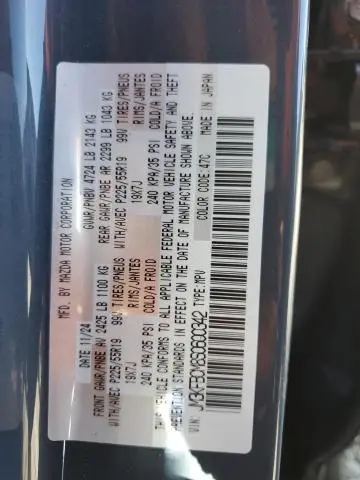 MFD. BY MAZDA MOTOR CORPORATION
DATE 11/24 GVWR/PNBV 4724 LB 2143 KG
FRONT GAWR/PNBE AV 2425 LB 1100 KG REAR GAWR/PNBE AR 2299 LB 1043 KG
WITH/AVEC P225/55R19 99V TIRES/PNEUS WITH/AVEC P225/55R19 99V TIRES/PNEUS
19X7J RIMS/JANTES 19X7J RIMS/JANTES
240 KPA/35 PSI COLD/A FROID 240 KPA/35 PSI COLD/A FROID
THIS VEHICLE CONFORMS TO ALL APPLICABLE FEDERAL MOTOR VEHICLE SAFETY AND THEFT
PREVENTION STANDARDS IN EFFECT ON THE DATE OF MANUFACTURE SHOWN ABOVE.
VIN: TYPE:MPV COLOR CODE:47C MADE IN JAPAN